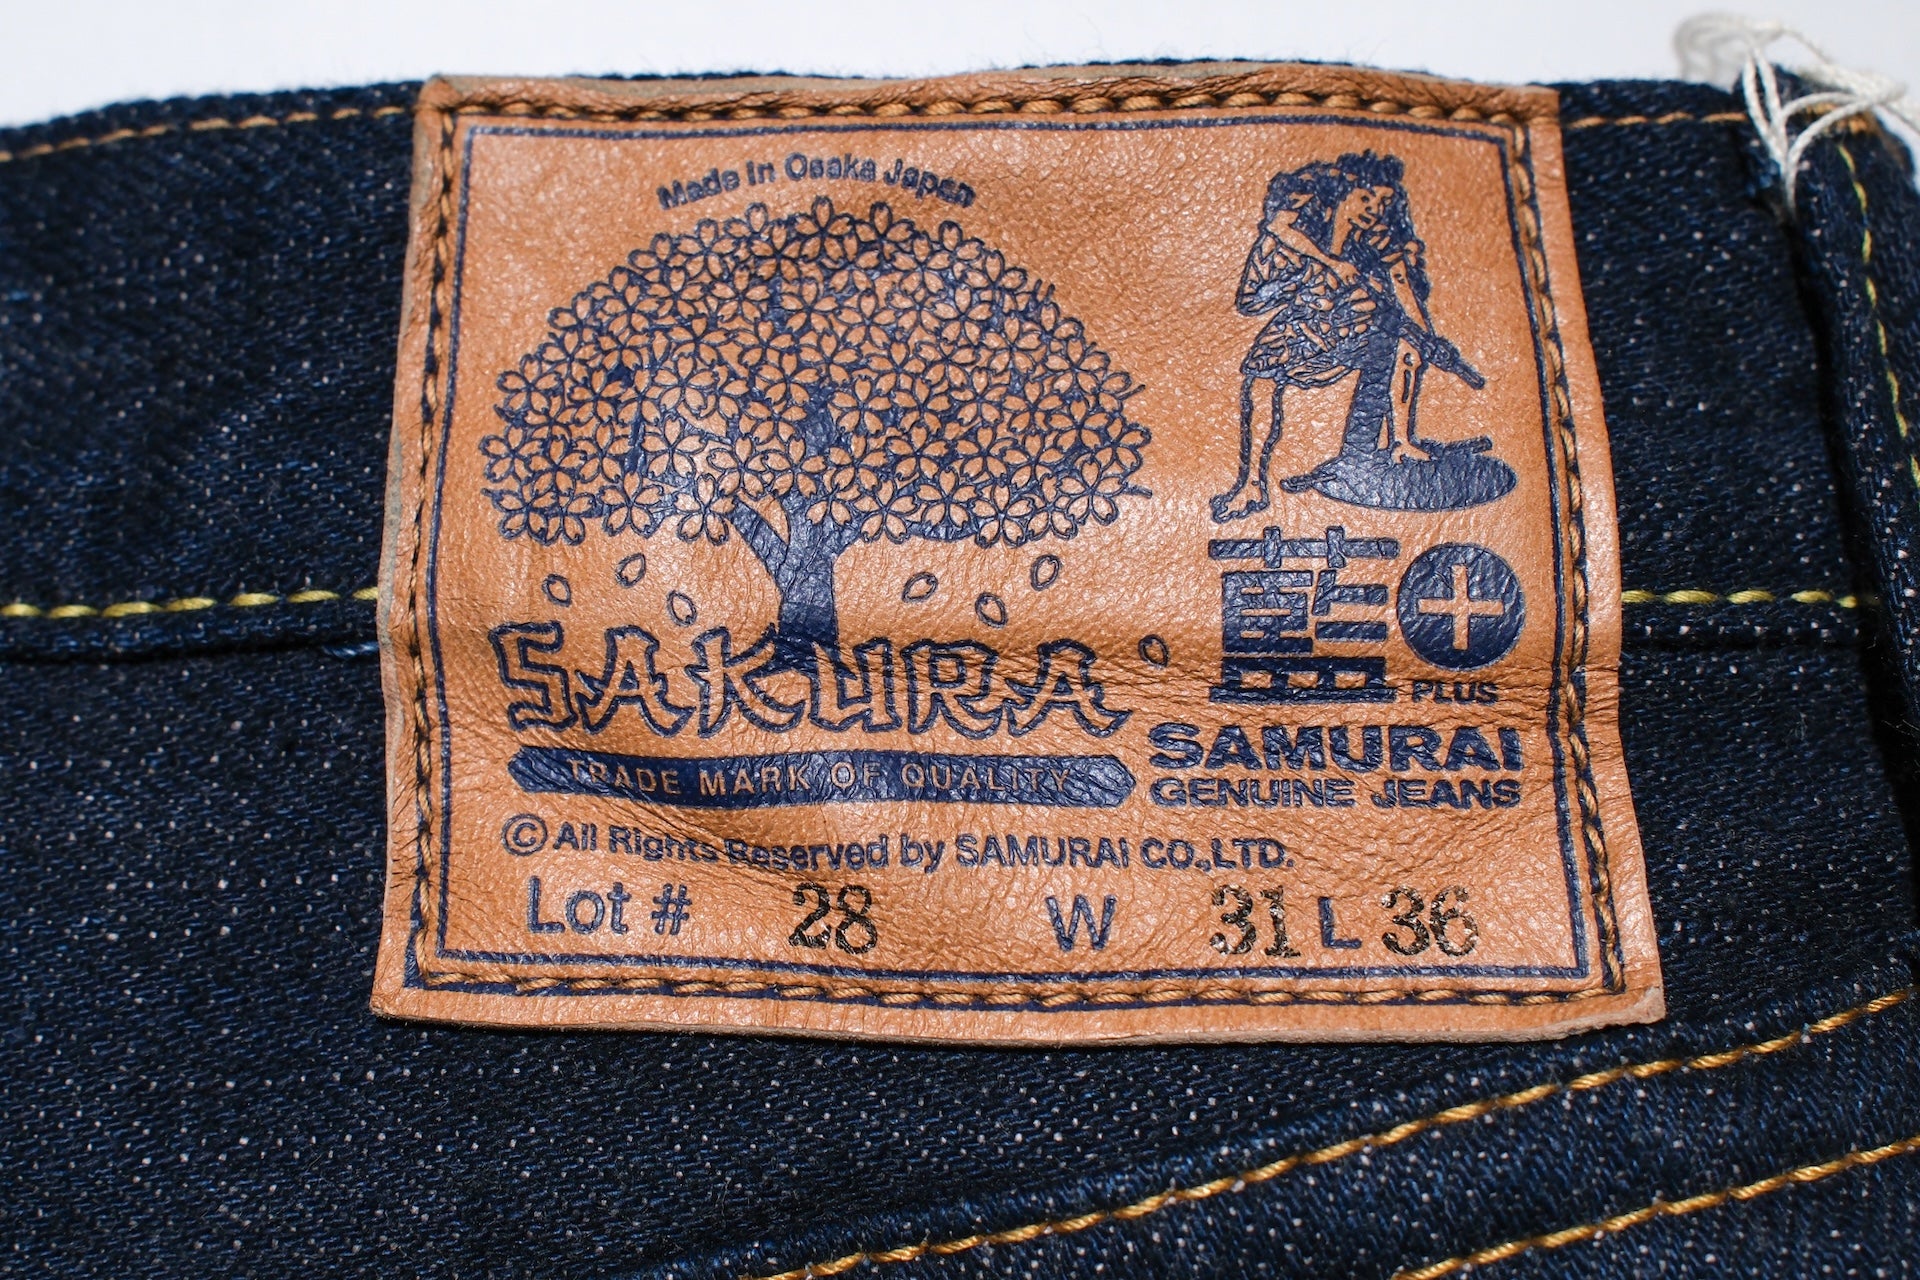 Made In Osaka Japan
藍
PLUS
SAKURA
TRADE MARK OF QUALITY
SAMURAI
GENUINE JEANS
©All Rights Reserved by SAMURAI CO.,LTD.
Lot # 28 W 31 L 36